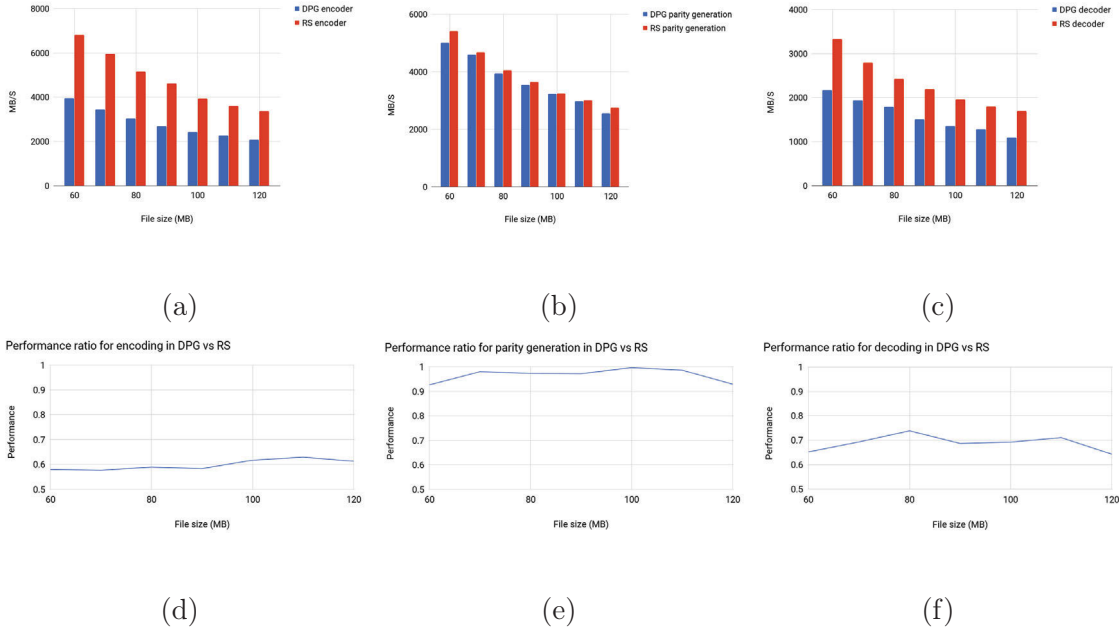 DPG encoder
RS encoder
8000
6000
4000
2000
0
MB/S
60
80
100
120
File size (MB)
(a)
DPG parity generation
RS parity generation
6000
4000
2000
0
MB/S
60
80
100
120
File size (MB)
(b)
DPG decoder
RS decoder
4000
3000
2000
1000
0
MB/S
60
80
100
120
File size (MB)
(c)
Performance ratio for encoding in DPG vs RS
1
0.9
0.8
0.7
0.6
0.5
Performance
60
80
100
120
File size (MB)
(d)
Performance ratio for parity generation in DPG vs RS
1
0.9
0.8
0.7
0.6
0.5
Performance
60
80
100
120
File size (MB)
(e)
Performance ratio for decoding in DPG vs RS
1
0.9
0.8
0.7
0.6
0.5
Performance
60
80
100
120
File size (MB)
(f)